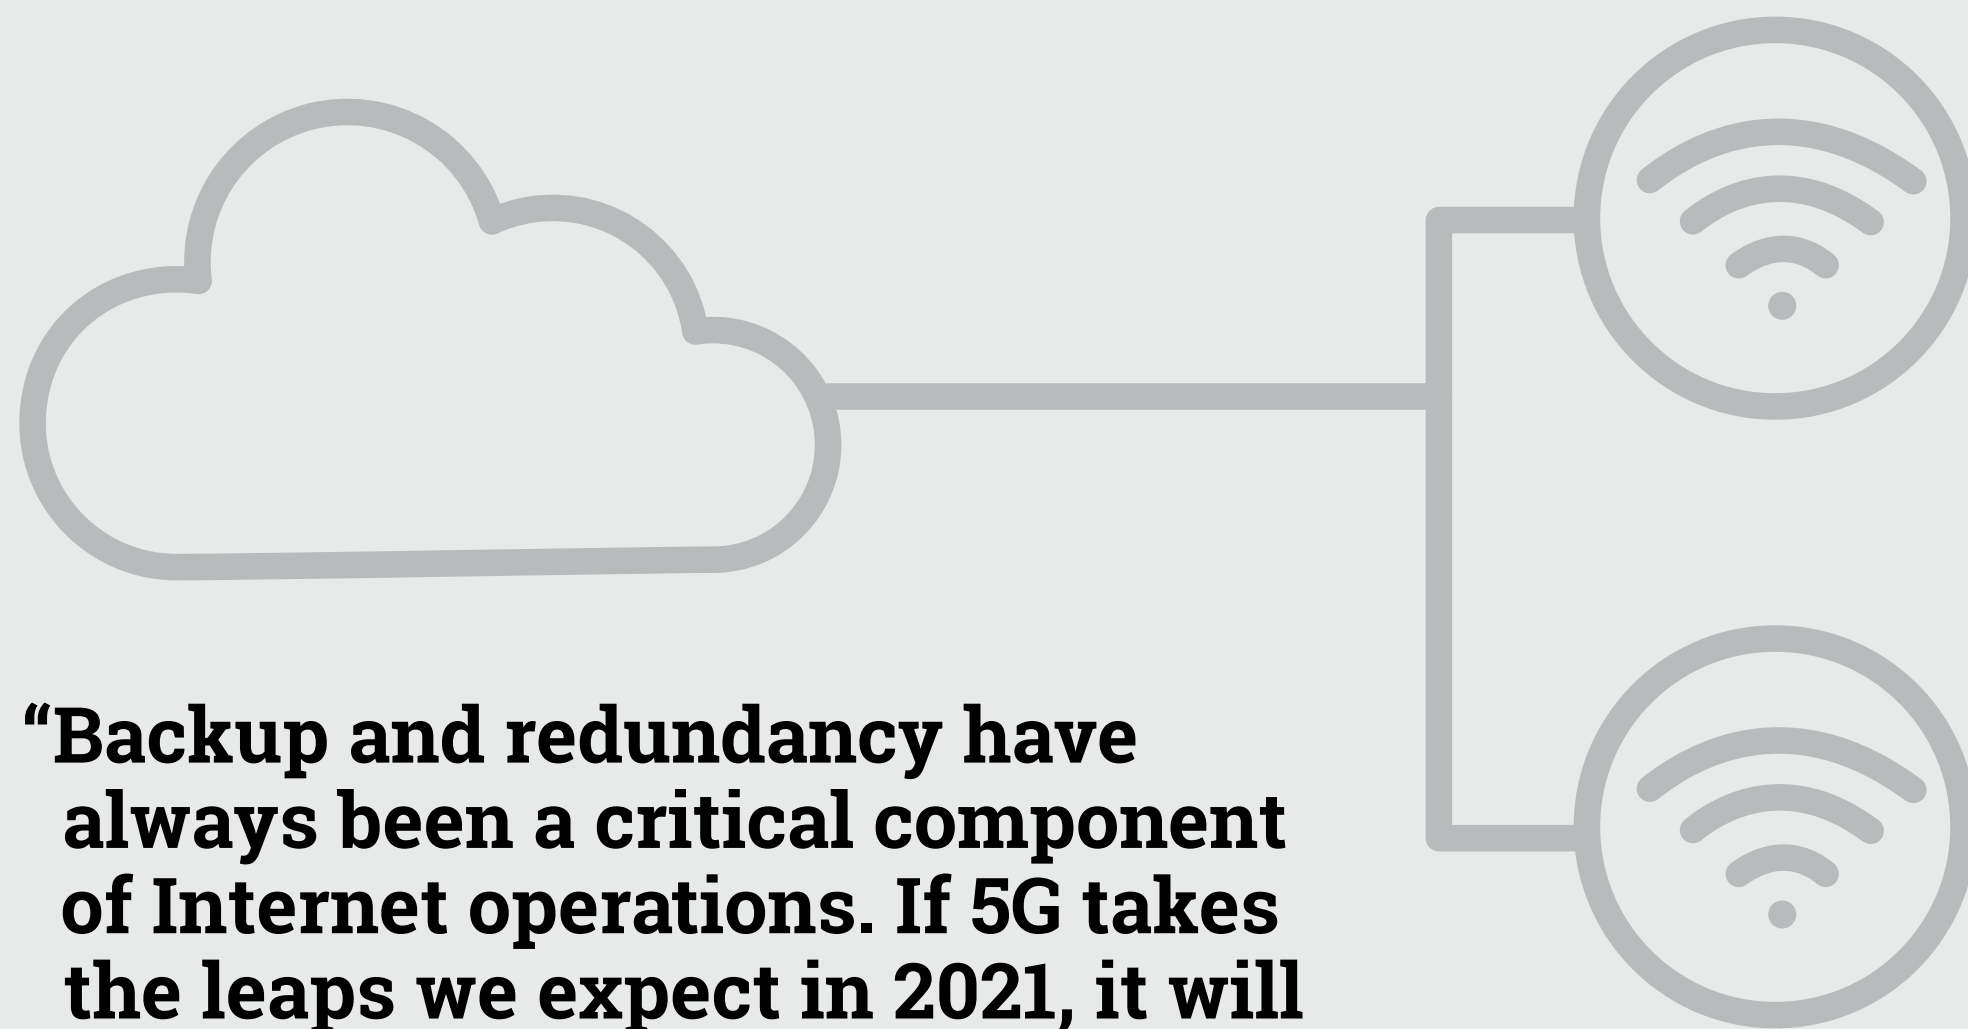 “Backup and redundancy have
always been a critical component
of Internet operations. If 5G takes
the leaps we expect in 2021, it will